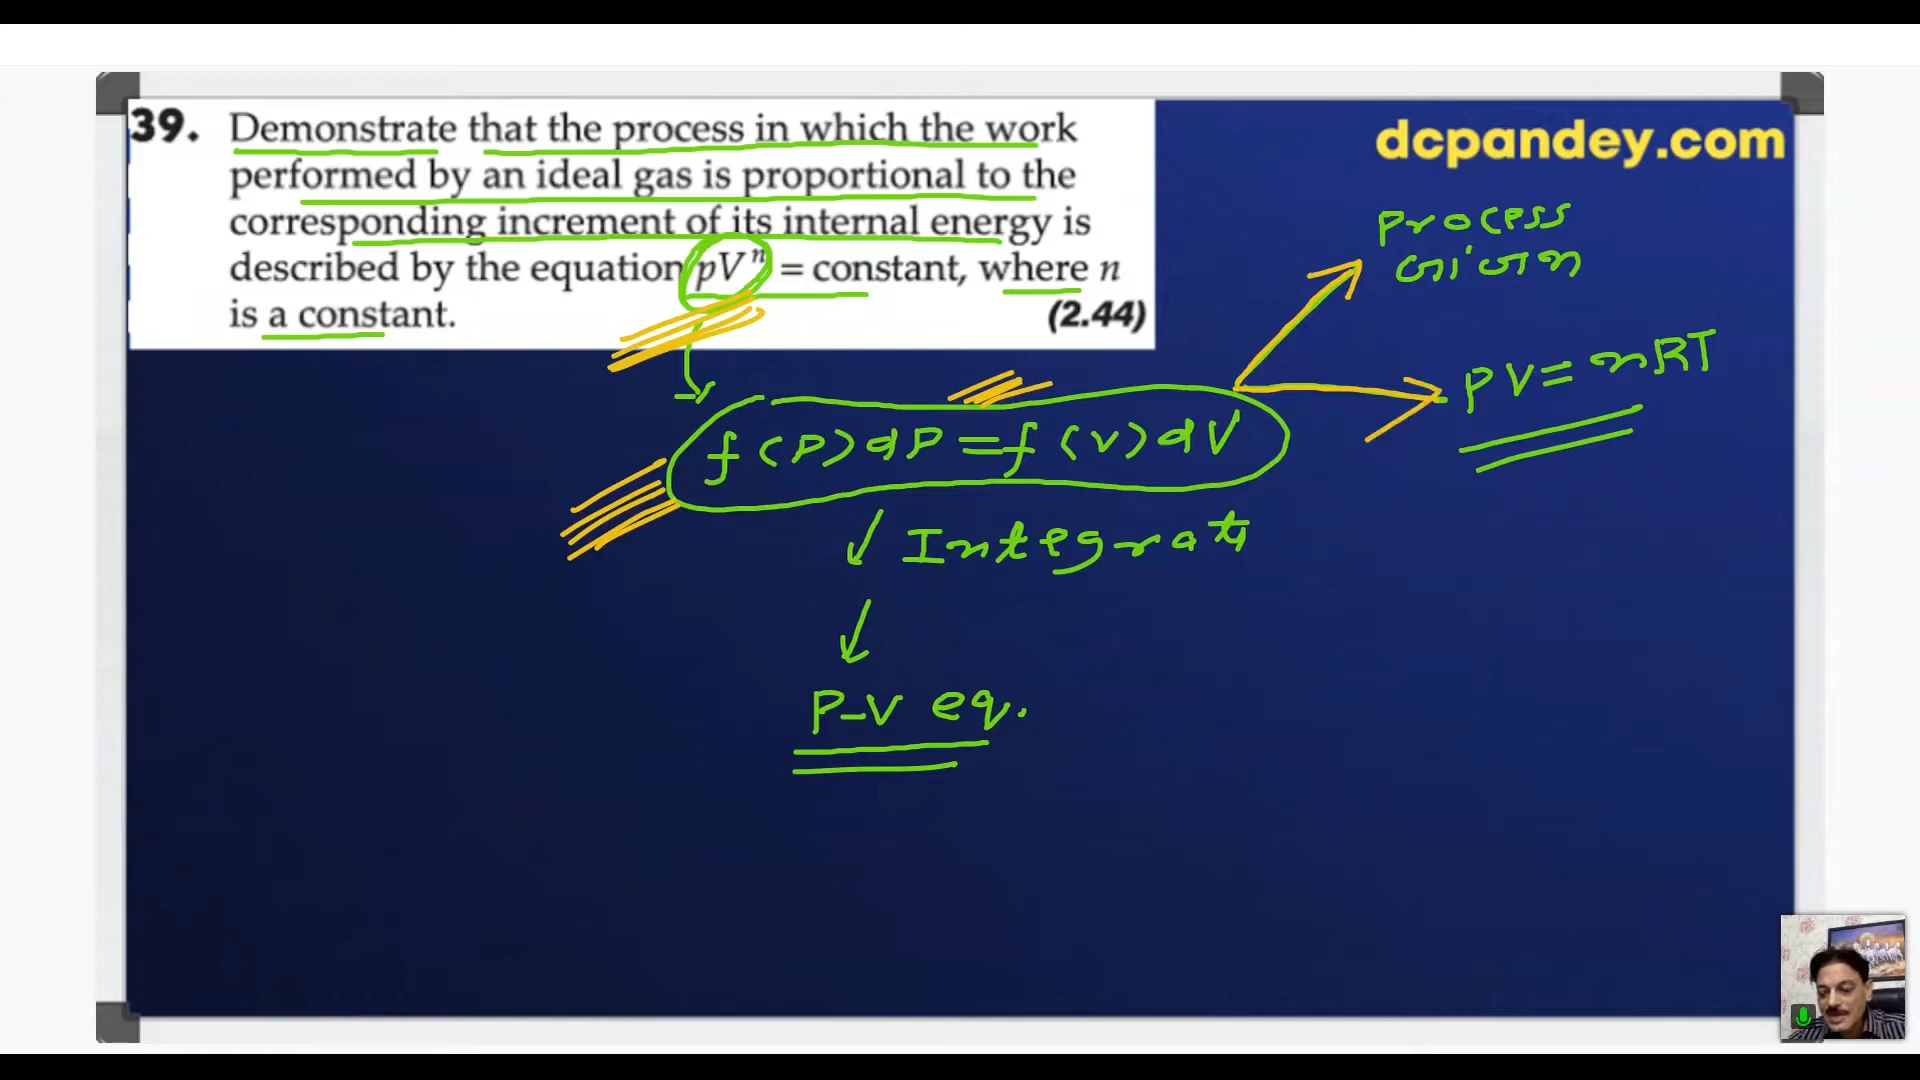 39. Demonstrate that the process in which the work
performed by an ideal gas is proportional to the
corresponding increment of its internal energy is
described by the equation pVⁿ = constant, where n
is a constant. (2.44)
dcpandey.com
Process
given
PV = nRT
f(P)dP = f(V)dV
↓ Integrate
↓
P-V eq.